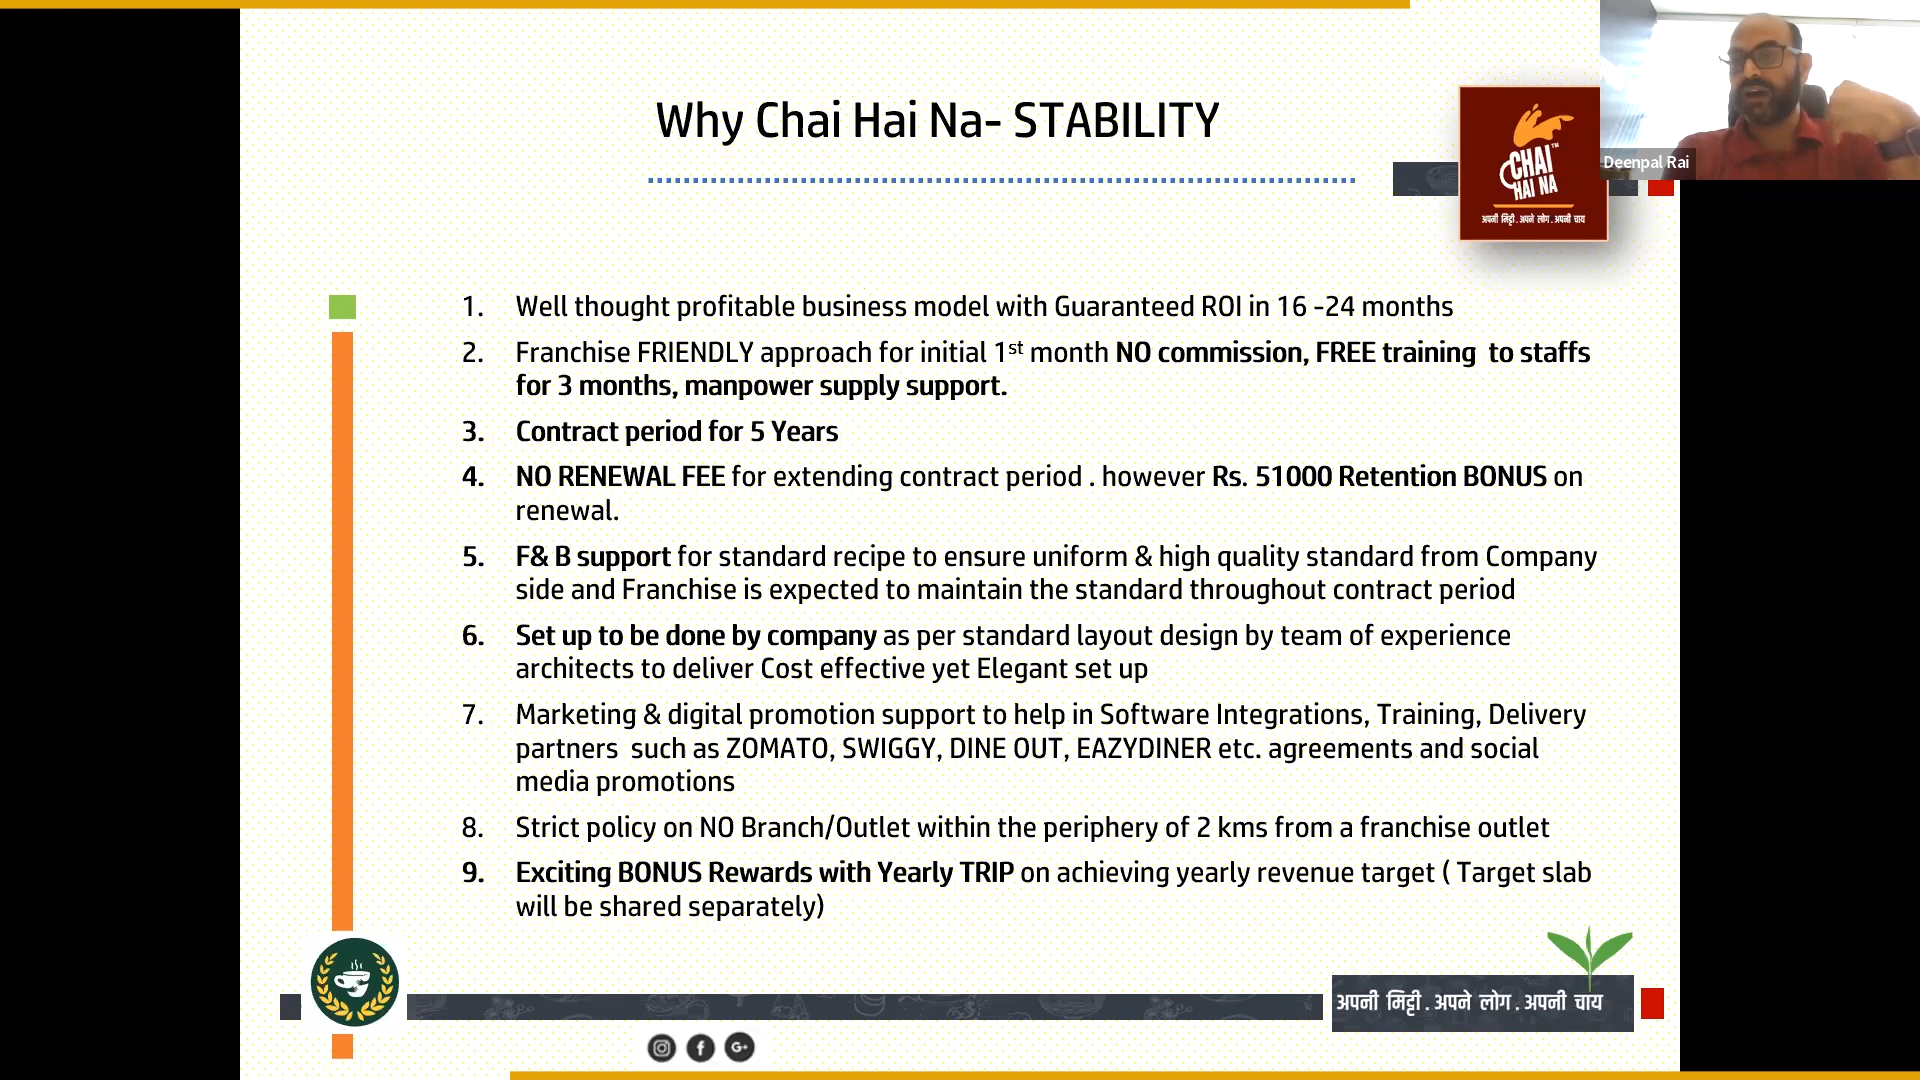 Why Chai Hai Na- STABILITY
Deenpal Rai
CHAI™
HAI NA
अपनी मिट्टी . अपने लोग . अपनी चाय
1. Well thought profitable business model with Guaranteed ROI in 16 -24 months
2. Franchise FRIENDLY approach for initial 1st month NO commission, FREE training to staffs
for 3 months, manpower supply support.
3. Contract period for 5 Years
4. NO RENEWAL FEE for extending contract period . however Rs. 51000 Retention BONUS on
renewal.
5. F& B support for standard recipe to ensure uniform & high quality standard from Company
side and Franchise is expected to maintain the standard throughout contract period
6. Set up to be done by company as per standard layout design by team of experience
architects to deliver Cost effective yet Elegant set up
7. Marketing & digital promotion support to help in Software Integrations, Training, Delivery
partners such as ZOMATO, SWIGGY, DINE OUT, EAZYDINER etc. agreements and social
media promotions
8. Strict policy on NO Branch/Outlet within the periphery of 2 kms from a franchise outlet
9. Exciting BONUS Rewards with Yearly TRIP on achieving yearly revenue target ( Target slab
will be shared separately)
अपनी मिट्टी . अपने लोग . अपनी चाय
f G+